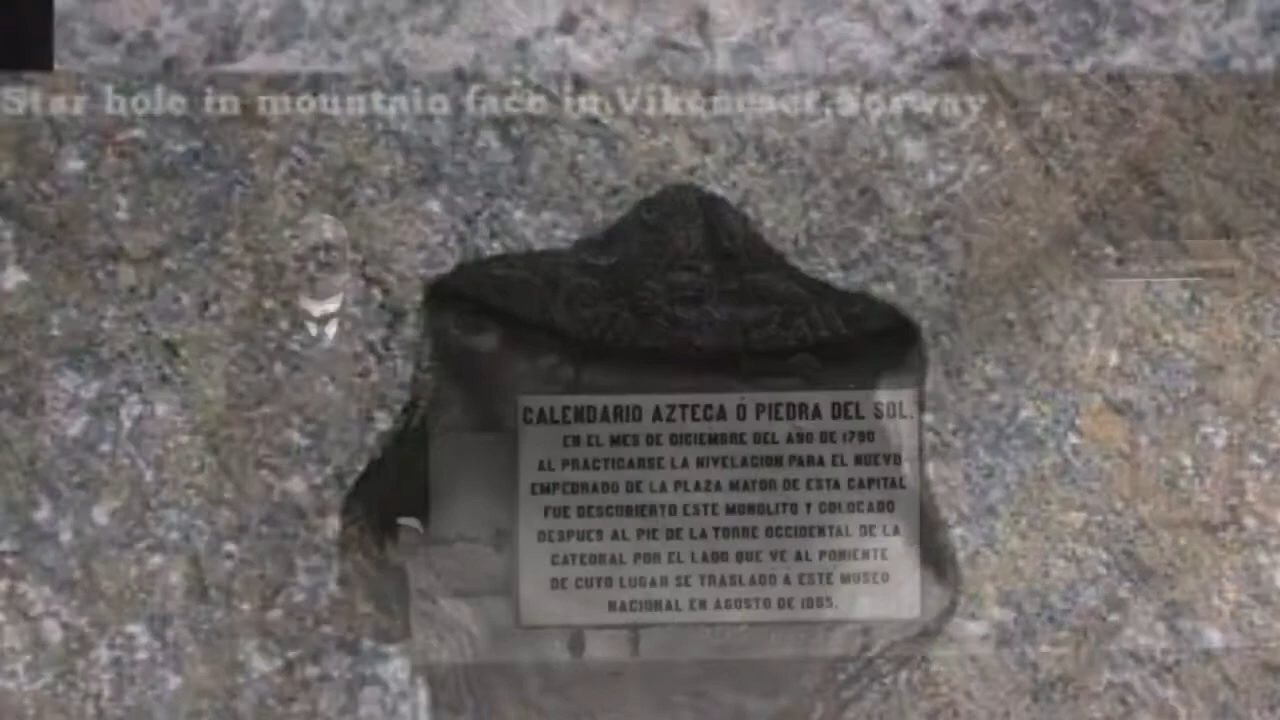 Star hole in mountain face in Norway
CALENDARIO AZTECA Ó PIEDRA DEL SOL.
EN EL MES DE DICIEMBRE DEL AÑO DE 1790
AL PRACTICARSE LA NIVELACION PARA EL NUEVO
EMPEDRADO DE LA PLAZA MAYOR DE ESTA CAPITAL
FUE DESCUBIERTO ESTE MONOLITO Y COLOCADO
DESPUES AL PIE DE LA TORRE OCCIDENTAL DE LA
CATEDRAL POR EL LADO QUE VE AL PONIENTE
DE CUYO LUGAR SE TRASLADO A ESTE MUSEO
NACIONAL EN AGOSTO DE 1885.